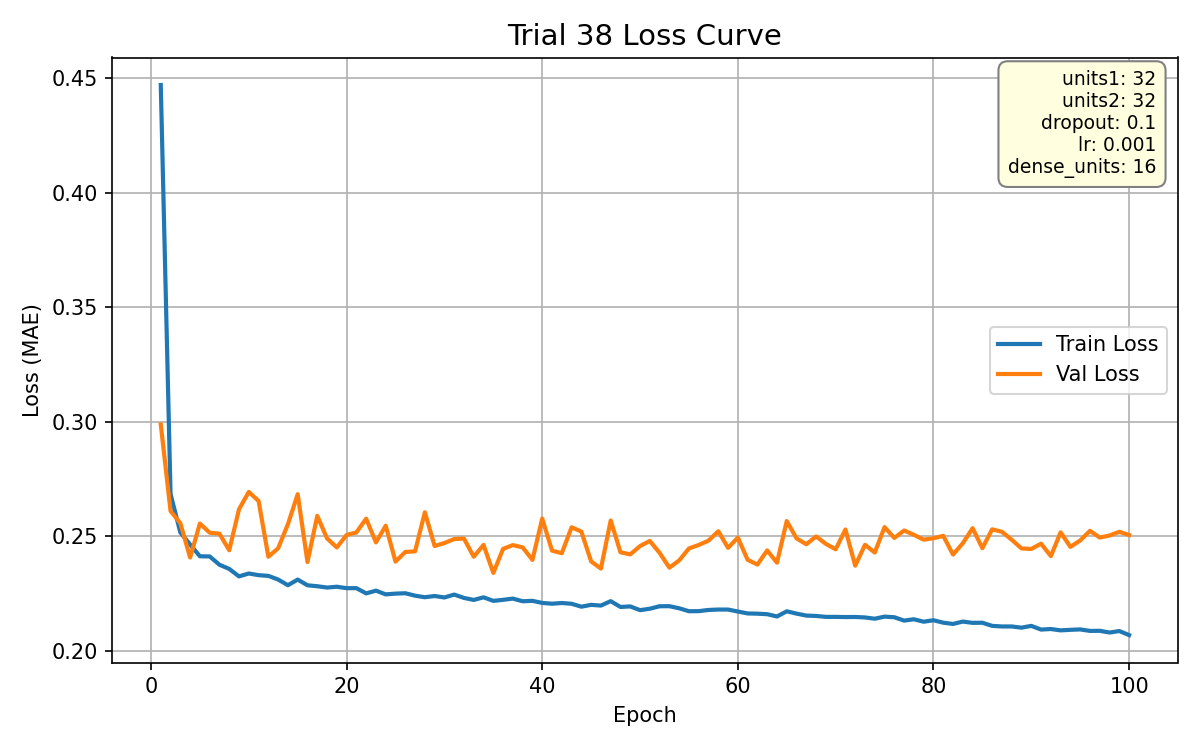 Trial 38 Loss Curve
units1: 32
units2: 32
dropout: 0.1
lr: 0.001
dense_units: 16
Train Loss
Val Loss
Loss (MAE)
0.45
0.40
0.35
0.30
0.25
0.20
0 20 40 60 80 100
Epoch